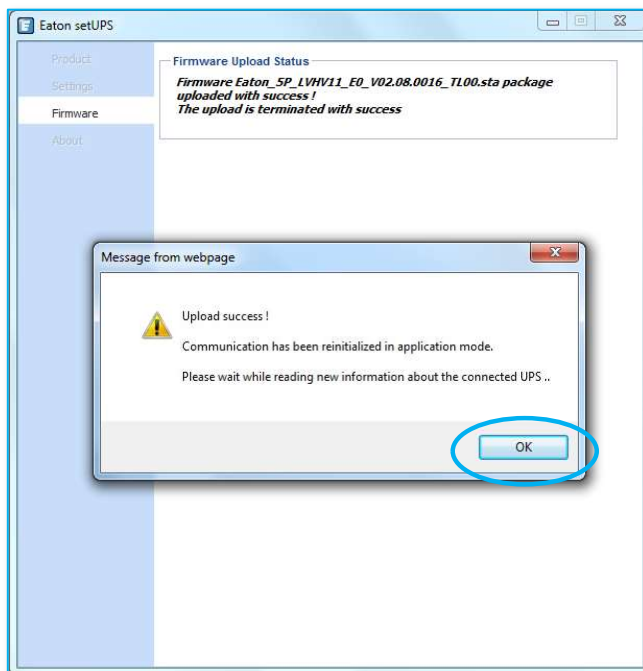 Eaton setUPS
Product
Settings
Firmware
About
Firmware Upload Status
Firmware Eaton_5P_LVHV11_E0_V02.08.0016_TL00.sta package
uploaded with success !
The upload is terminated with success
Message from webpage
Upload success !
Communication has been reinitialized in application mode.
Please wait while reading new information about the connected UPS ..
OK